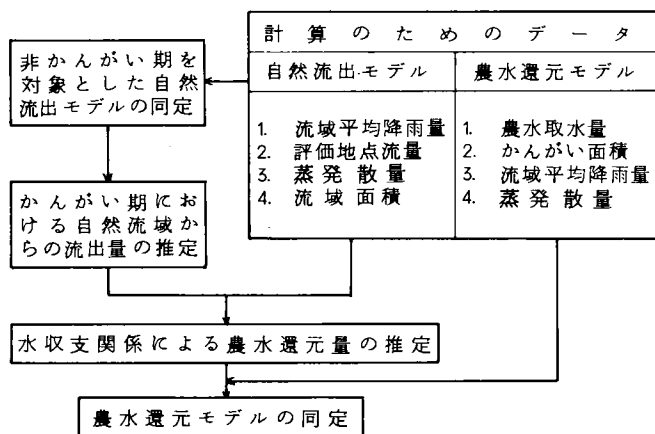 計算のためのデータ
自然流出モデル
1. 流域平均降雨量
2. 評価地点流量
3. 蒸発散量
4. 流域面積
農水還元モデル
1. 農水取水量
2. かんがい面積
3. 流域平均降雨量
4. 蒸発散量
非かんがい期を
対象とした自然
流出モデルの同定
かんがい期にお
ける自然流域か
らの流出量の推定
水収支関係による農水還元量の推定
農水還元モデルの同定